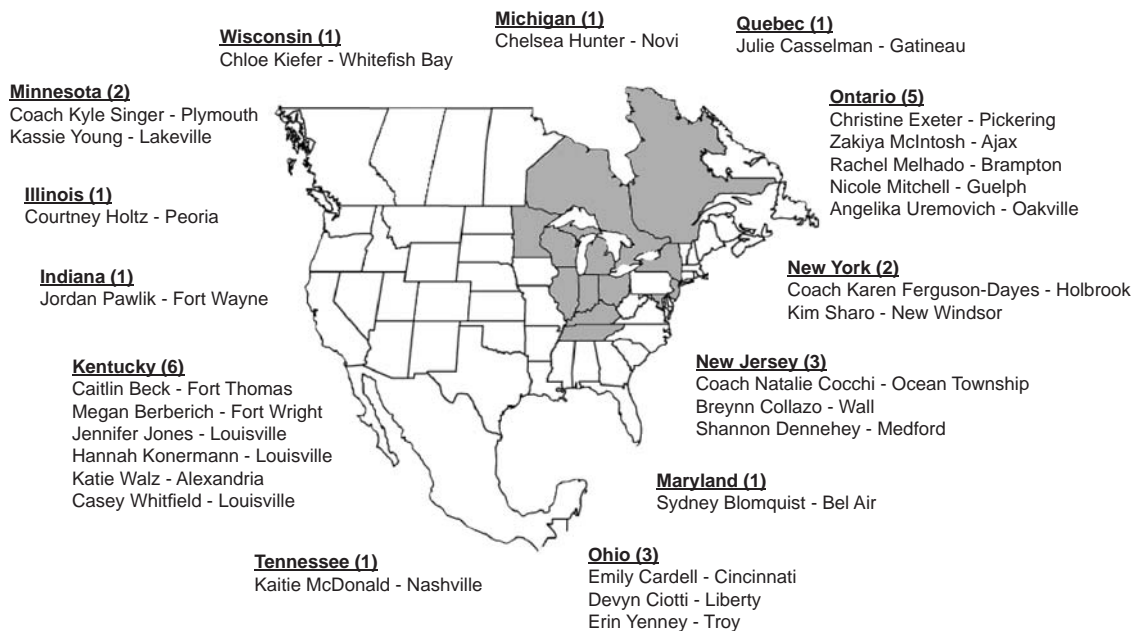 Michigan (1)
Chelsea Hunter - Novi
Quebec (1)
Julie Casselman - Gatineau
Wisconsin (1)
Chloe Kiefer - Whitefish Bay
Minnesota (2)
Coach Kyle Singer - Plymouth
Kassie Young - Lakeville
Ontario (5)
Christine Exeter - Pickering
Zakiya McIntosh - Ajax
Rachel Melhado - Brampton
Nicole Mitchell - Guelph
Angelika Uremovich - Oakville
Illinois (1)
Courtney Holtz - Peoria
Indiana (1)
Jordan Pawlik - Fort Wayne
New York (2)
Coach Karen Ferguson-Dayes - Holbrook
Kim Sharo - New Windsor
Kentucky (6)
Caitlin Beck - Fort Thomas
Megan Berberich - Fort Wright
Jennifer Jones - Louisville
Hannah Konermann - Louisville
Katie Walz - Alexandria
Casey Whitfield - Louisville
New Jersey (3)
Coach Natalie Cocchi - Ocean Township
Breynn Collazo - Wall
Shannon Dennehey - Medford
Maryland (1)
Sydney Blomquist - Bel Air
Tennessee (1)
Kaitie McDonald - Nashville
Ohio (3)
Emily Cardell - Cincinnati
Devyn Ciotti - Liberty
Erin Yenney - Troy